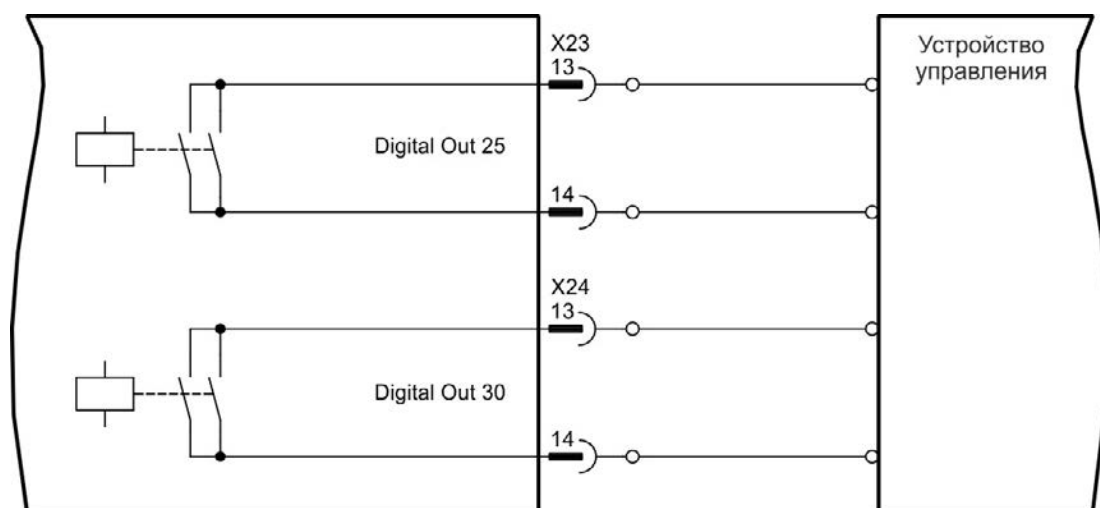 X23
13
Устройство
управления
Digital Out 25
14
X24
13
Digital Out 30
14